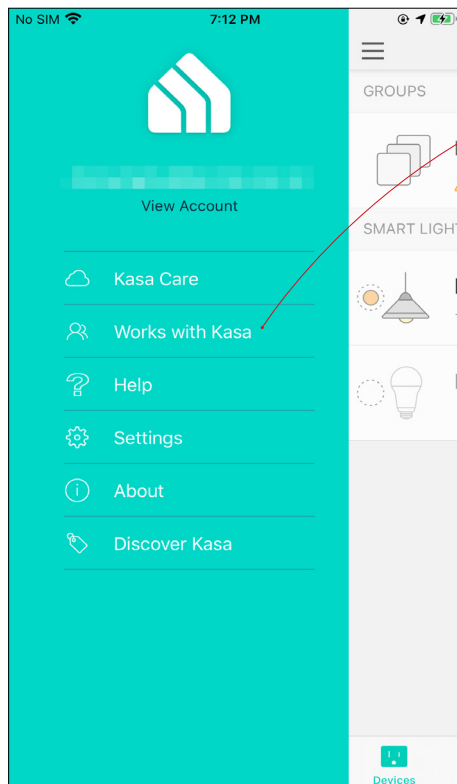 No SIM 7:12 PM
GROUPS
View Account
SMART LIGHT
Kasa Care
Works with Kasa
Help
Settings
About
Discover Kasa
Devices